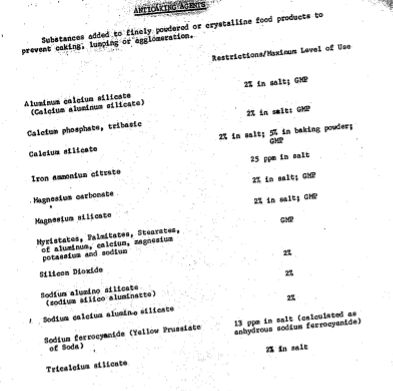 ANTICAKING AGENTS
Substances added to finely powdered or crystalline food products to
prevent caking, lumping or agglomeration.
Restrictions/Maximum Level of Use
Aluminum calcium silicate
(Calcium aluminum silicate)
2% in salt; GMP
Calcium phosphate, tribasic
2% in salt; GMP
Calcium silicate
2% in salt; 5% in baking powder;
GMP
Iron ammonium citrate
25 ppm in salt
Magnesium carbonate
2% in salt; GMP
Magnesium silicate
2% in salt; GMP
Myristates, Palmitates, Stearates,
of aluminum, calcium, magnesium
potassium and sodium
GMP
Silicon Dioxide
2%
Sodium alumino silicate
(sodium silico aluminate)
2%
Sodium calcium alumino silicate
2%
Sodium ferrocyanide (Yellow Prussiate
of Soda)
13 ppm in salt (calculated as
anhydrous sodium ferrocyanide)
Tricalcium silicate
2% in salt